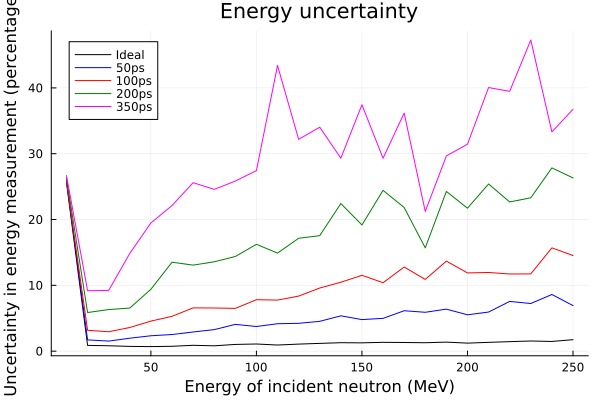 Energy uncertainty
Uncertainty in energy measurement (percentage
Ideal
50ps
100ps
200ps
350ps
40
30
20
10
0
50
100
150
200
250
Energy of incident neutron (MeV)